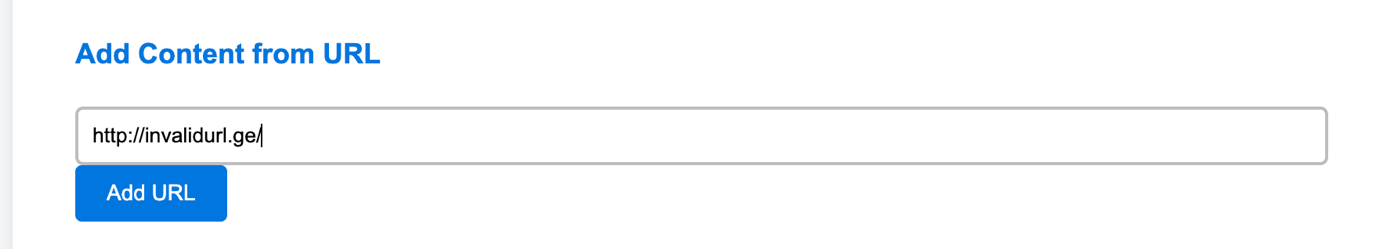 Add Content from URL
http://invalidurl.ge/
Add URL